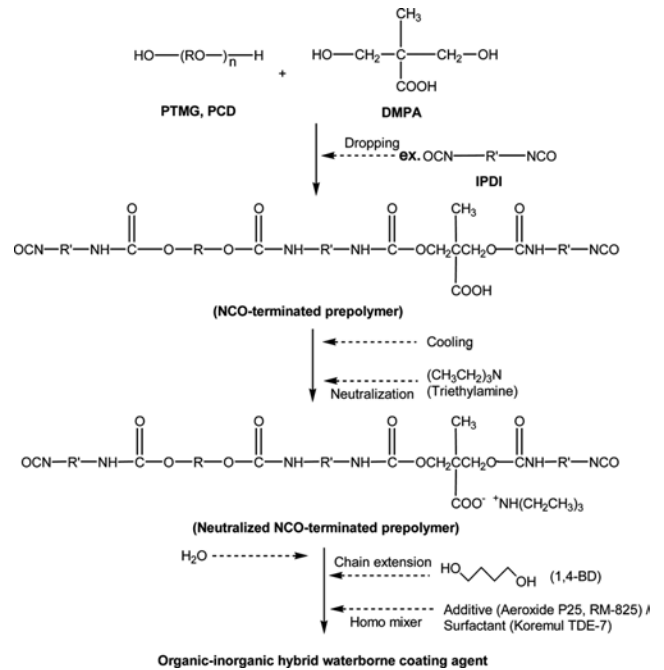 HO—(RO—)n—H
+
HO—CH2—C—CH2—OH
CH3
COOH
PTMG, PCD
DMPA
Dropping
ex. OCN—R'—NCO
IPDI
O O O CH3 O
OCN—R'—NH—C—O—R—O—C—NH—R'—NH—C—OCH2CCH2O—C—NH—R'—NCO
COOH
(NCO-terminated prepolymer)
Cooling
(CH3CH2)3N
Neutralization (Triethylamine)
O O O CH3 O
OCN—R'—NH—C—O—R—O—C—NH—R'—NH—C—OCH2CCH2O—C—NH—R'—NCO
COO- +NH(CH2CH3)3
(Neutralized NCO-terminated prepolymer)
H2O
Chain extension
HO OH (1,4-BD)
Additive (Aeroxide P25, RM-825) /
Homo mixer
Surfactant (Koremul TDE-7)
Organic-inorganic hybrid waterborne coating agent